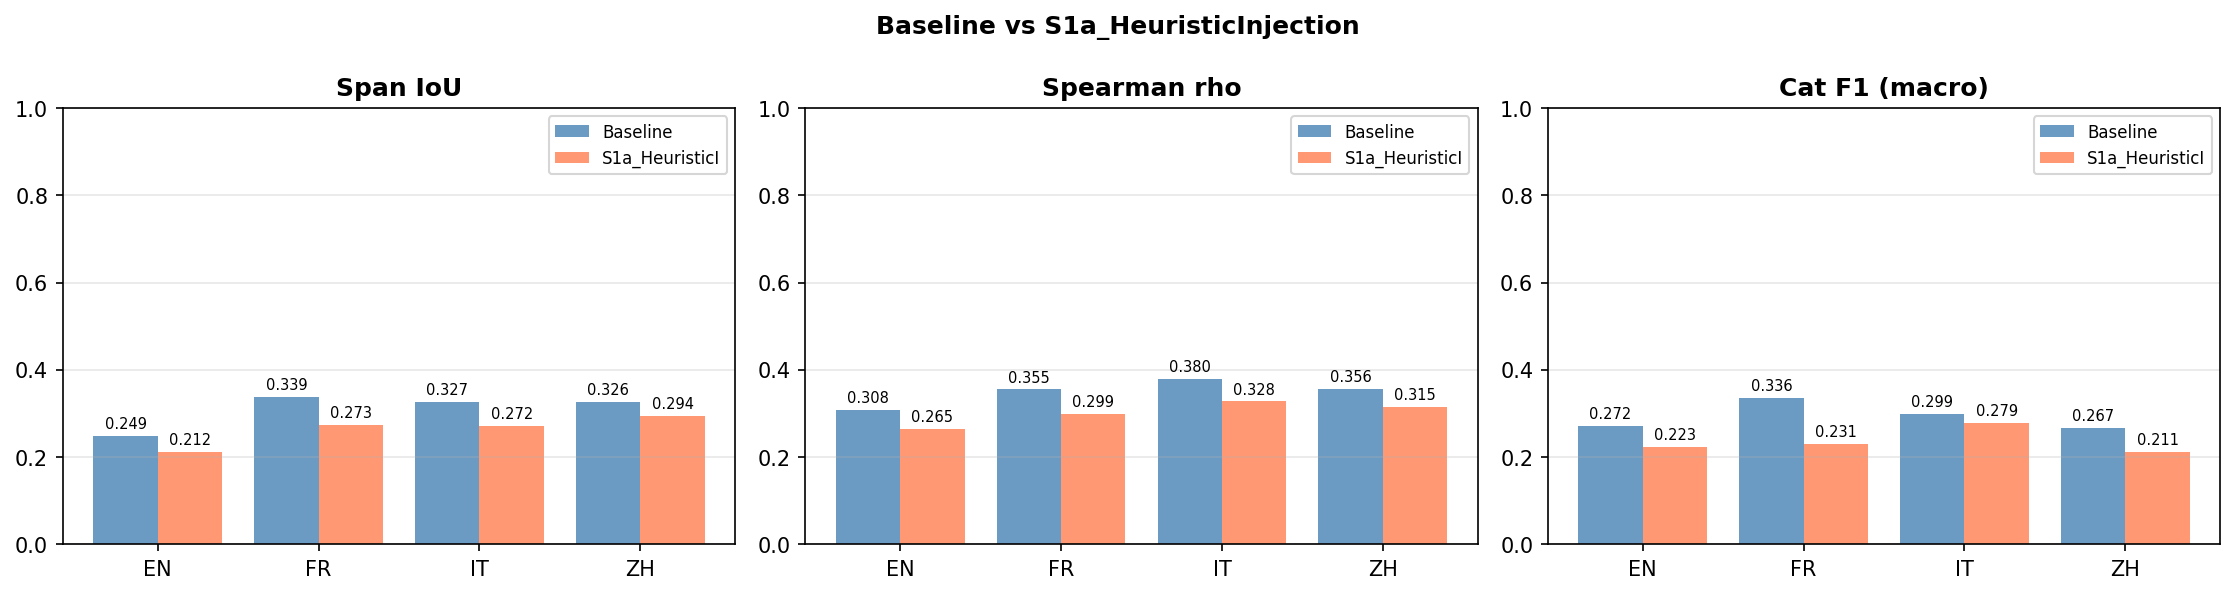 Baseline vs S1a_HeuristicInjection
Span IoU
1.0
0.8
0.6
0.4
0.2
0.0
Baseline
S1a_HeuristicI
0.249
0.212
0.339
0.273
0.327
0.272
0.326
0.294
EN
FR
IT
ZH
Spearman rho
1.0
0.8
0.6
0.4
0.2
0.0
Baseline
S1a_HeuristicI
0.308
0.265
0.355
0.299
0.380
0.328
0.356
0.315
EN
FR
IT
ZH
Cat F1 (macro)
1.0
0.8
0.6
0.4
0.2
0.0
Baseline
S1a_HeuristicI
0.272
0.223
0.336
0.231
0.299
0.279
0.267
0.211
EN
FR
IT
ZH